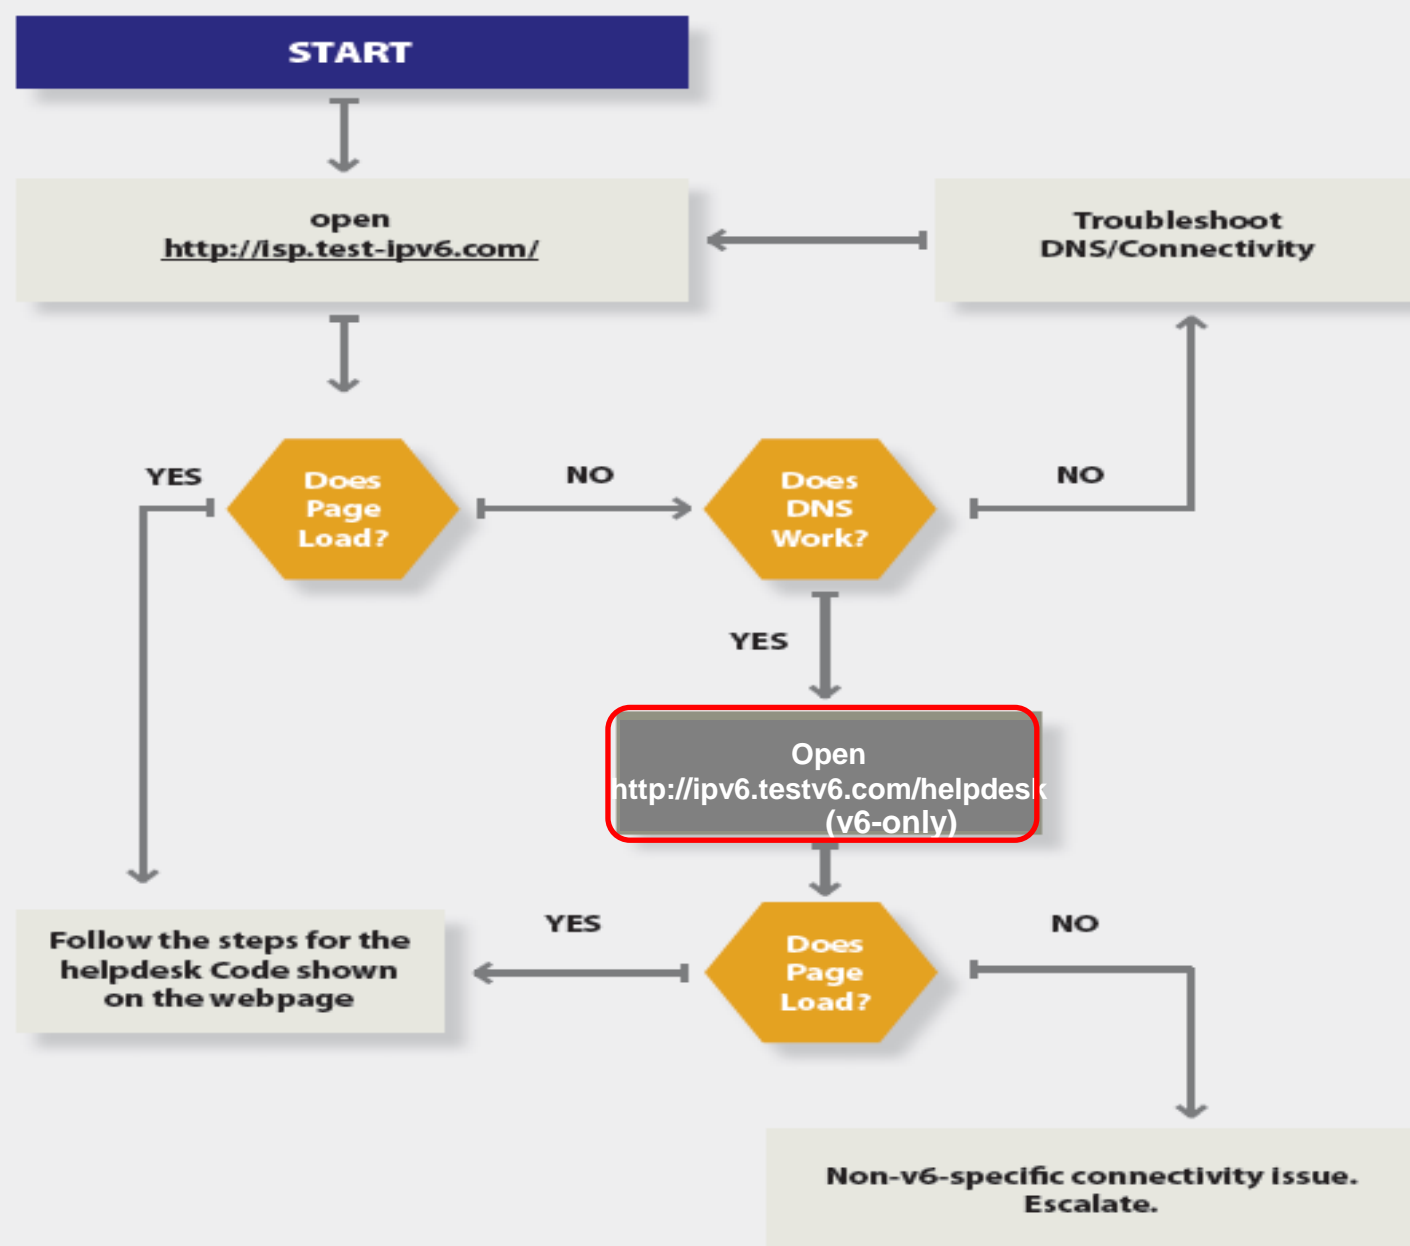 START
open
http://isp.test-ipv6.com/
Troubleshoot
DNS/Connectivity
YES
Does
Page
Load?
NO
Does
DNS
Work?
NO
YES
Open
http://ipv6.testv6.com/helpdesk
(v6-only)
Follow the steps for the
helpdesk Code shown
on the webpage
YES
Does
Page
Load?
NO
Non-v6-specific connectivity issue.
Escalate.